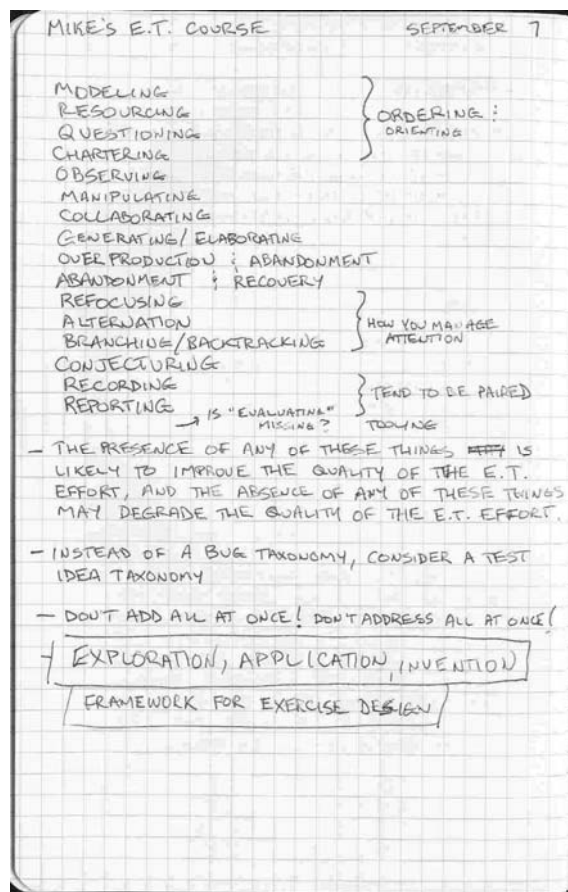 MIKE'S E.T. COURSE SEPTEMBER 7
MODELING
RESOURCING
QUESTIONING
CHARTERING
ORDERING &
ORIENTING
OBSERVING
MANIPULATING
COLLABORATING
GENERATING/ELABORATING
OVERPRODUCTION & ABANDONMENT
ABANDONMENT & RECOVERY
REFOCUSING
ALTERNATION
BRANCHING/BACKTRACKING
HOW YOU MANAGE
ATTENTION
CONJECTURING
RECORDING
REPORTING
TEND TO BE PAIRED
→ IS "EVALUATING"
MISSING?
TOOLING
- THE PRESENCE OF ANY OF THESE THINGS IS
LIKELY TO IMPROVE THE QUALITY OF THE E.T.
EFFORT, AND THE ABSENCE OF ANY OF THESE THINGS
MAY DEGRADE THE QUALITY OF THE E.T. EFFORT.
- INSTEAD OF A BUG TAXONOMY, CONSIDER A TEST
IDEA TAXONOMY
- DON'T ADD ALL AT ONCE! DON'T ADDRESS ALL AT ONCE!
- EXPLORATION, APPLICATION, INVENTION
FRAMEWORK FOR EXERCISE DESIGN